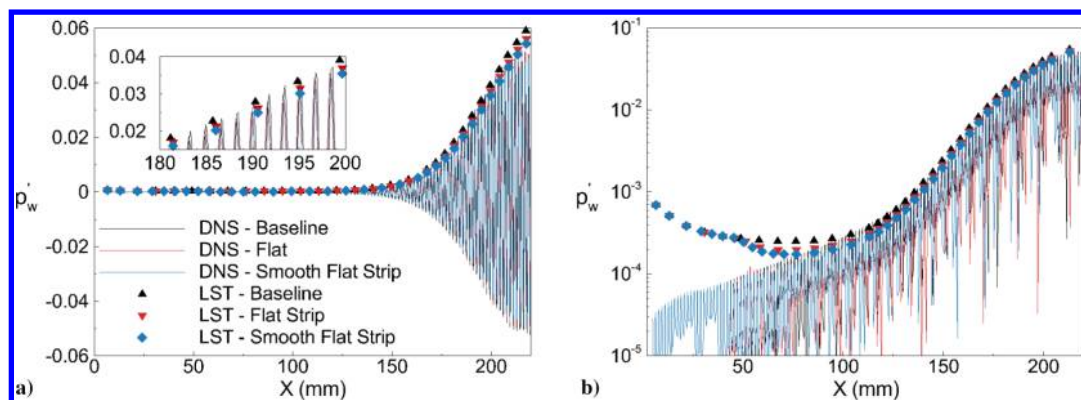 0.06
0.04
0.02
0
-0.02
-0.04
-0.06
p'w
0.04
0.03
0.02
180 185 190 195 200
DNS - Baseline
DNS - Flat
DNS - Smooth Flat Strip
LST - Baseline
LST - Flat Strip
LST - Smooth Flat Strip
0 50 100 150 200
X (mm)
a)
10-1
10-2
10-3
10-4
10-5
p'w
50 100 150 200
X (mm)
b)